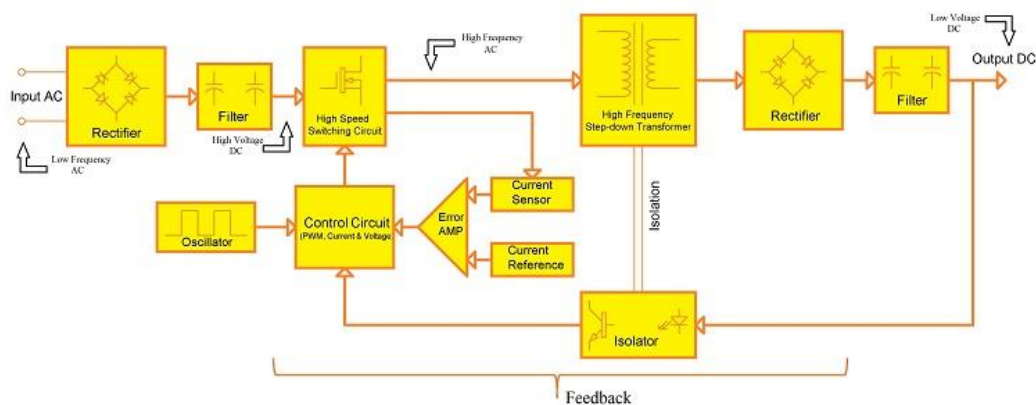 Low Voltage
DC
High Frequency
AC
Output DC
Input AC
Rectifier
Filter
High Speed
Switching Circuit
High Frequency
Step-down Transformer
Rectifier
Filter
High Voltage
DC
Low Frequency
AC
Oscillator
Control Circuit
(PWM, Current & Voltage
Error
AMP
Current
Sensor
Current
Reference
Isolation
Isolator
Feedback